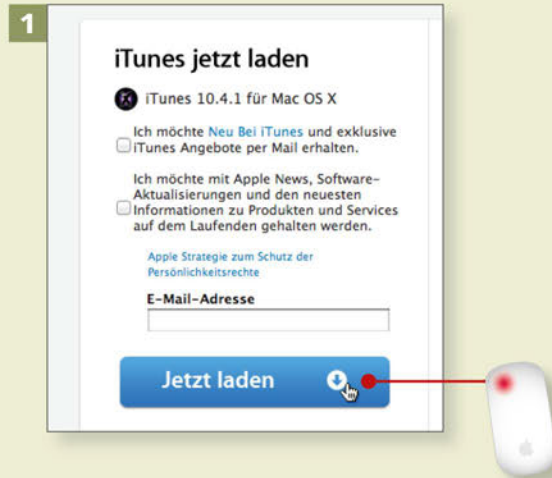 1
iTunes jetzt laden
iTunes 10.4.1 für Mac OS X
Ich möchte Neu Bei iTunes und exklusive
iTunes Angebote per Mail erhalten.
Ich möchte mit Apple News, Software-
Aktualisierungen und den neuesten
Informationen zu Produkten und Services
auf dem Laufenden gehalten werden.
Apple Strategie zum Schutz der
Persönlichkeitsrechte
E-Mail-Adresse
Jetzt laden